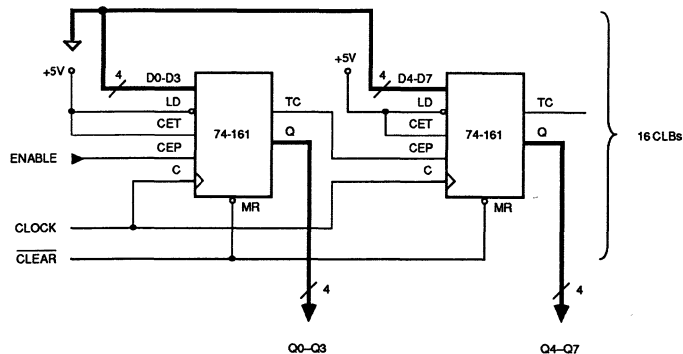 +5V
4
D0-D3
LD
CET
CEP
C
74-161
TC
Q
MR
ENABLE
CLOCK
CLEAR
4
Q0–Q3
+5V
4
D4-D7
LD
CET
CEP
C
74-161
TC
Q
MR
4
Q4–Q7
16 CLBs